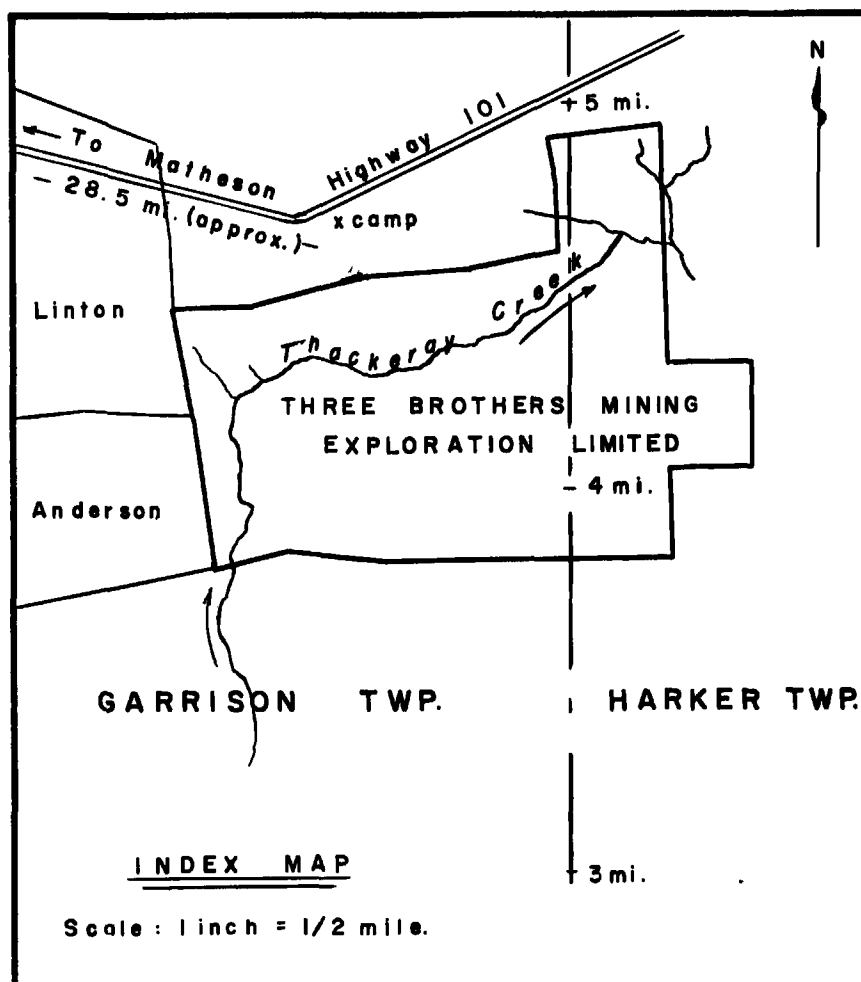 N
Highway 101
+ 5 mi.
← To Matheson
- 28.5 mi. (approx.) -
x camp
Linton
Thackeray Creek
THREE BROTHERS MINING
EXPLORATION LIMITED
- 4 mi.
Anderson
GARRISON TWP.
HARKER TWP.
INDEX MAP
+ 3 mi.
Scale : 1 inch = 1/2 mile.